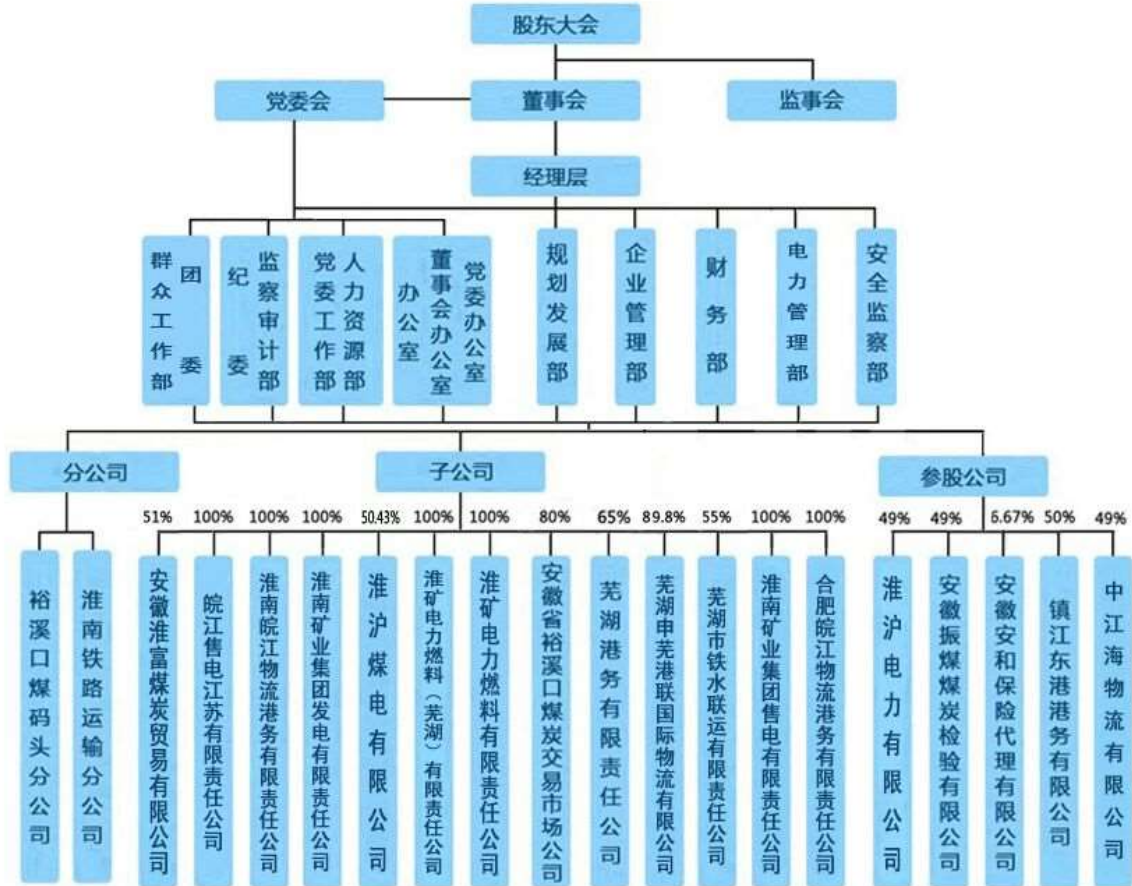 股东大会
党委会
董事会
监事会
经理层
群众工作部
团委
纪委
监察审计部
党委工作部
人力资源部
办公室
董事会办公室
党委办公室
规划发展部
企业管理部
财务部
电力管理部
安全监察部
分公司
子公司
参股公司
51%
100%
100%
100%
50.43%
100%
100%
80%
65%
89.8%
55%
100%
100%
49%
49%
6.67%
50%
49%
裕溪口煤码头分公司
淮南铁路运输分公司
安徽淮富煤炭贸易有限公司
皖江售电江苏有限责任公司
淮南皖江物流港务有限责任公司
淮南矿业集团发电有限责任公司
淮沪煤电有限公司
淮矿电力燃料（芜湖）有限责任公司
淮矿电力燃料有限责任公司
安徽省裕溪口煤炭交易市场公司
芜湖港务有限责任公司
芜湖申芜港联国际物流有限公司
芜湖市铁水联运有限责任公司
淮南矿业集团售电有限责任公司
合肥皖江物流港务有限责任公司
淮沪电力有限公司
安徽振煤煤炭检验有限公司
安徽安和保险代理有限公司
镇江东港港务有限公司
中江海物流有限公司